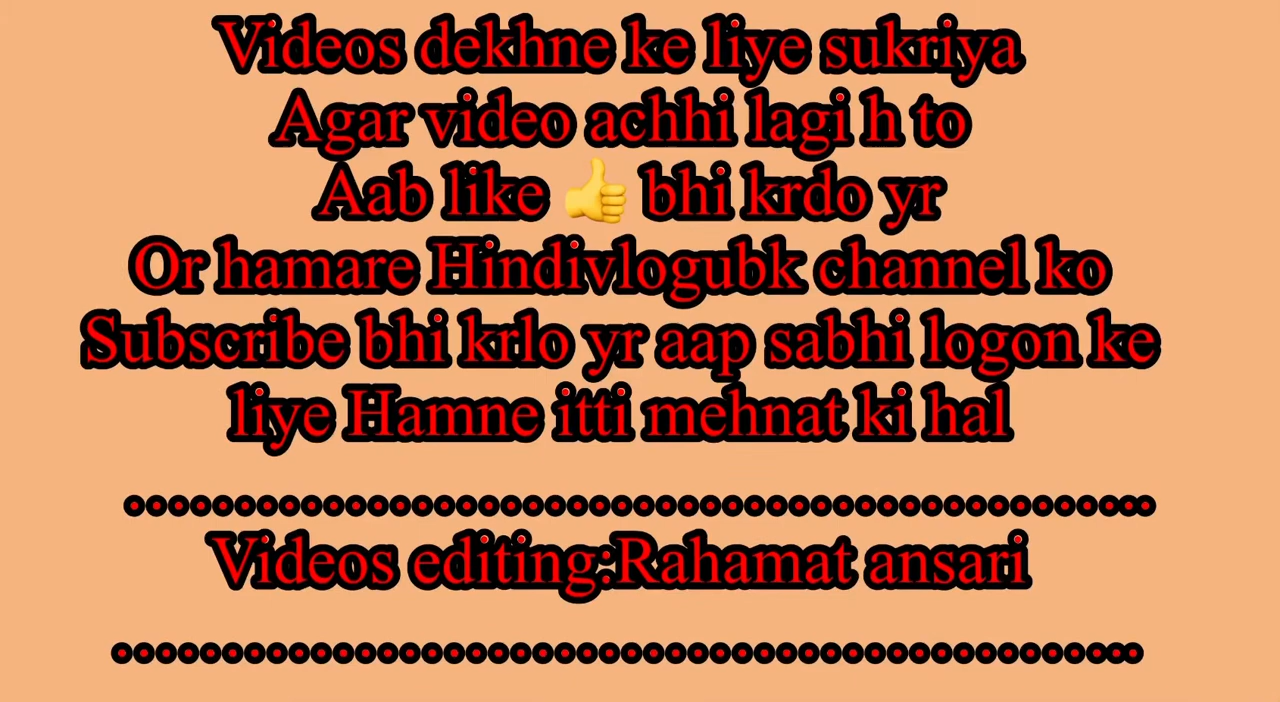 Videos dekhne ke liye sukriya
Agar video achhi lagi h to
Aab like 👍 bhi krdo yr
Or hamare Hindivlogubk channel ko
Subscribe bhi krlo yr aap sabhi logon ke
liye Hamne itti mehnat ki hal
...............................................
Videos editing:Rahamat ansari
...............................................